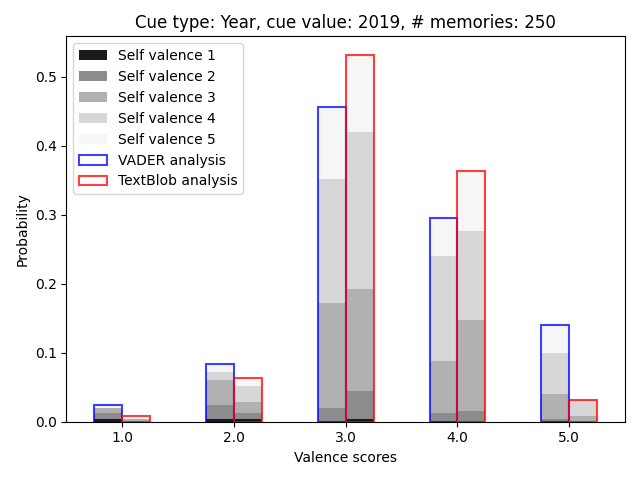 Cue type: Year, cue value: 2019, # memories: 250
Self valence 1
Self valence 2
Self valence 3
Self valence 4
Self valence 5
VADER analysis
TextBlob analysis
Probability
0.5
0.4
0.3
0.2
0.1
0.0
1.0 2.0 3.0 4.0 5.0
Valence scores